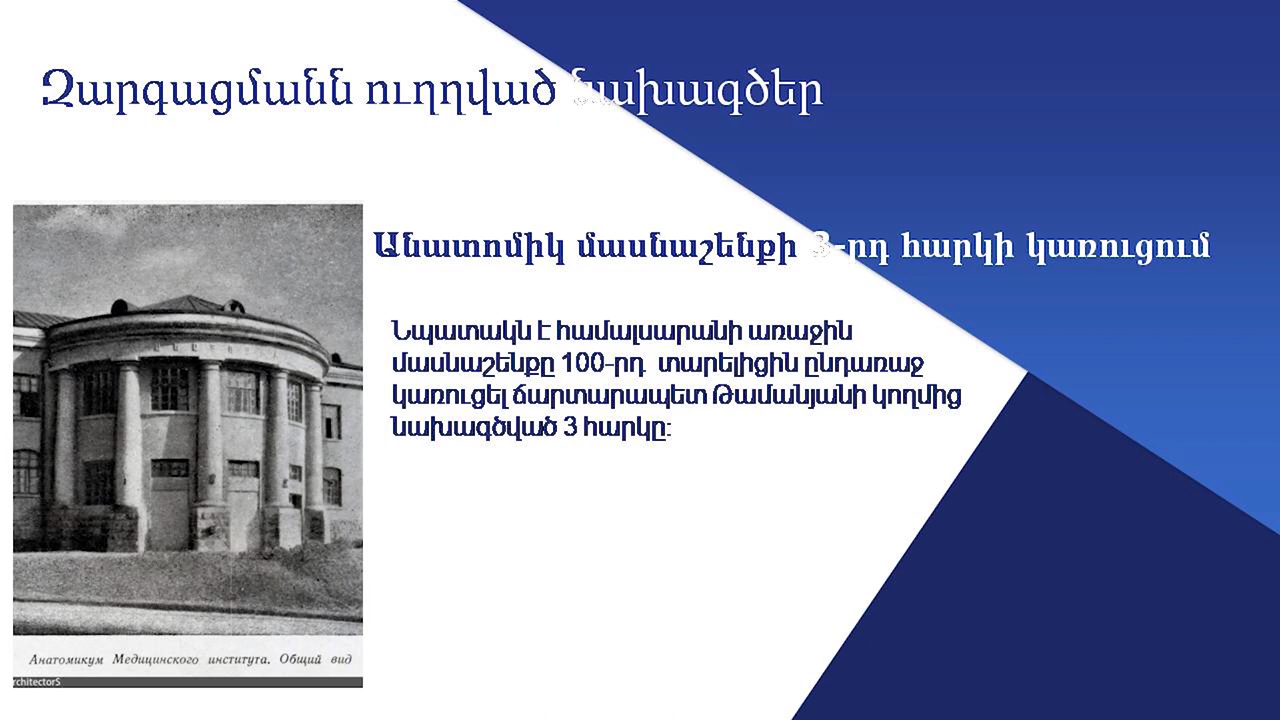 Զարգացմանն ուղղված նախագծեր
Անատոմիկ մասնաշենքի 3-րդ հարկի կառուցում
Նպատակն է համալսարանի առաջին
մասնաշենքը 100-րդ տարելիցին ընդառաջ
կառուցել ճարտարապետ Թամանյանի կողմից
նախագծված 3 հարկը:
Анатомикум Медицинского института. Общий вид
rchitectorS